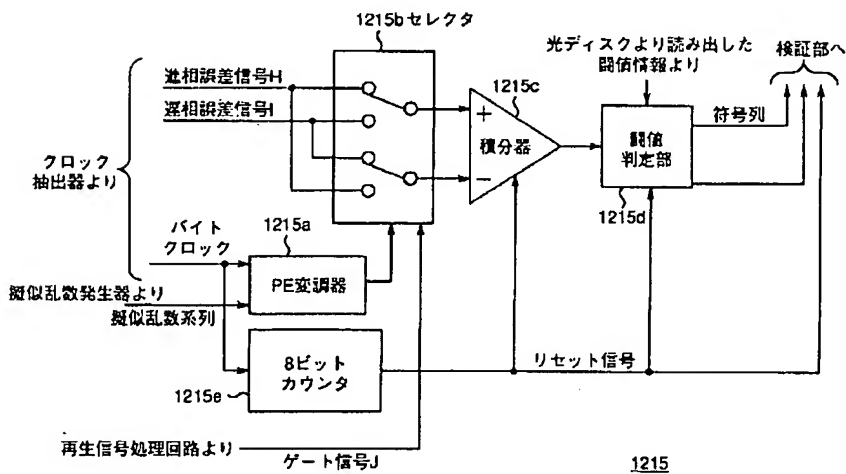 1215bセレクタ
光ディスクより読み出した
閾値情報より
検証部へ
進相誤差信号H
遅相誤差信号I
1215c
符号列
クロック
抽出器より
+
積分器
−
閾値
判定部
1215d
バイト
クロック
1215a
PE変調器
擬似乱数発生器より
擬似乱数系列
8ビット
カウンタ
リセット信号
1215e
再生信号処理回路より
ゲート信号J
1215